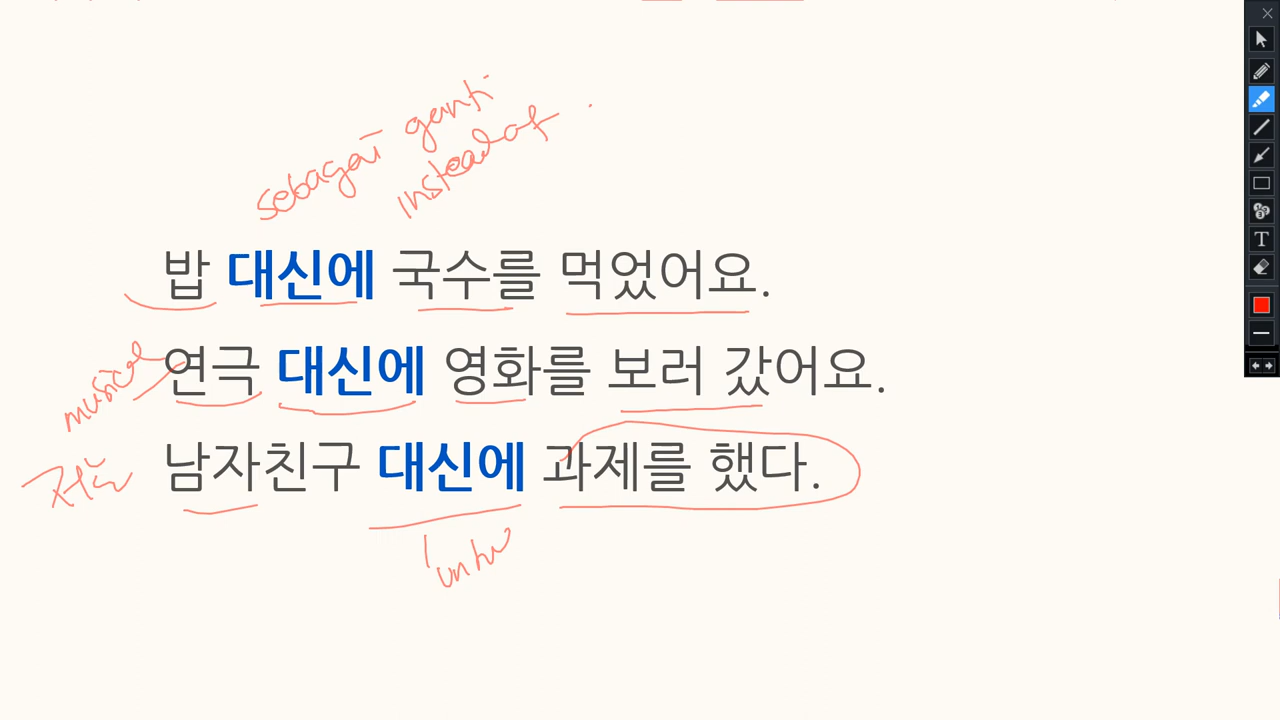 sebagai ganti
instead of
밥 대신에 국수를 먹었어요.
musical
연극 대신에 영화를 보러 갔어요.
저는
남자친구 대신에 과제를 했다.